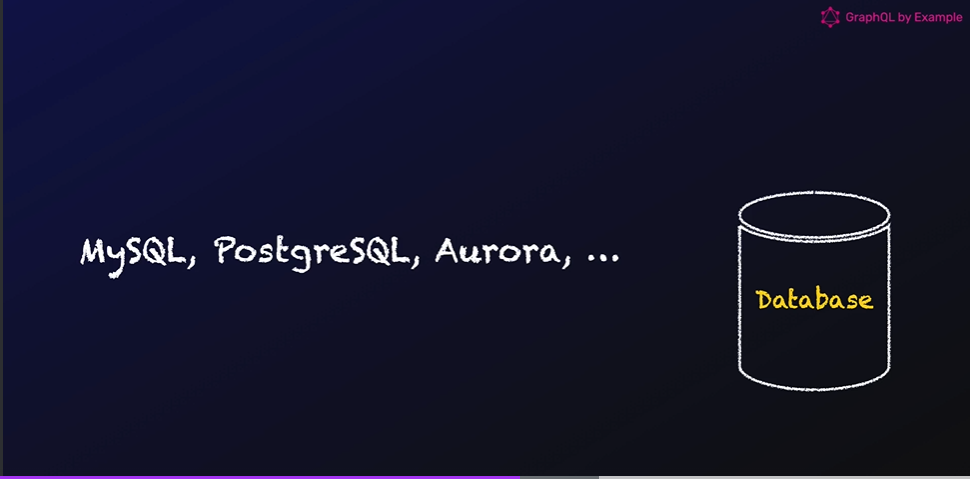 GraphQL by Example
MySQL, PostgreSQL, Aurora, ...
Database